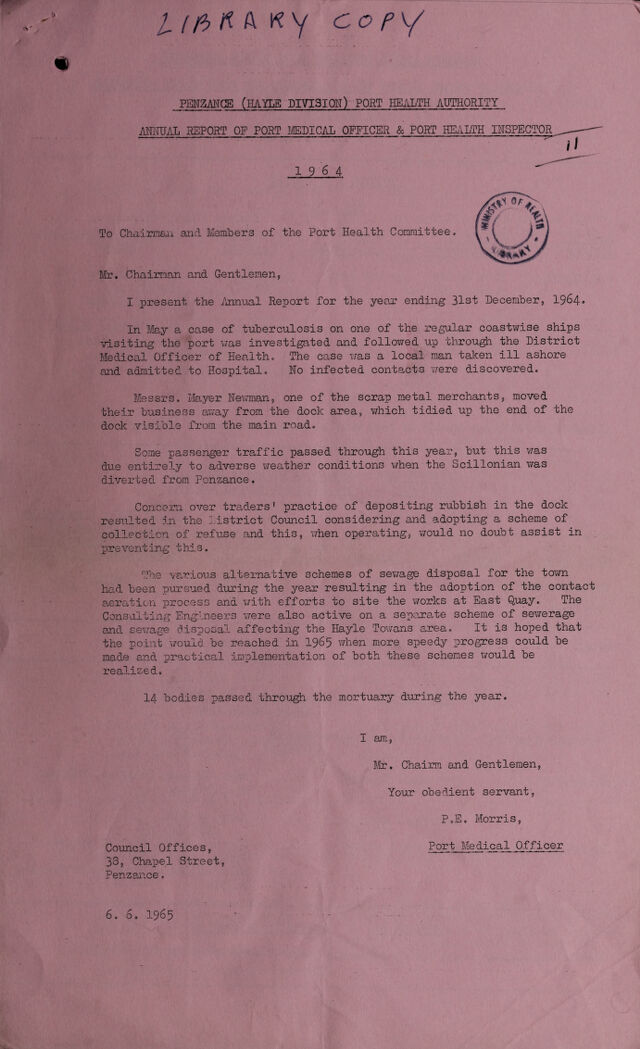 LIBRARY COPY
PENZANCE (HAYLE DIVISION) PORT HEALTH AUTHORITY
ANNUAL REPORT OF PORT MEDICAL OFFICER & PORT HEALTH INSPECTOR
11
1964
MINISTRY OF HEALTH
LIBRARY
To Chairman and Members of the Port Health Committee.
Mr. Chairman and Gentlemen,
I present the Annual Report for the year ending 31st December, 1964.
In May a case of tuberculosis on one of the regular coastwise ships
visiting the port was investigated and followed up through the District
Medical Officer of Health. The case was a local man taken ill ashore
and admitted to Hospital. No infected contacts were discovered.
Messrs. Mayer Newman, one of the scrap metal merchants, moved
their business away from the dock area, which tidied up the end of the
dock visible from the main road.
Some passenger traffic passed through this year, but this was
due entirely to adverse weather conditions when the Scillonian was
diverted from Penzance.
Concern over traders' practice of depositing rubbish in the dock
resulted in the District Council considering and adopting a scheme of
collection of refuse and this, when operating, would no doubt assist in
preventing this.
The various alternative schemes of sewage disposal for the town
had been pursued during the year resulting in the adoption of the contact
aeration process and with efforts to site the works at East Quay. The
Consulting Engineers were also active on a separate scheme of sewerage
and sewage disposal affecting the Hayle Towans area. It is hoped that
the point would be reached in 1965 when more speedy progress could be
made and practical implementation of both these schemes would be
realized.
14 bodies passed through the mortuary during the year.
I am,
Mr. Chairm and Gentlemen,
Your obedient servant,
P.E. Morris,
Port Medical Officer
Council Offices,
38, Chapel Street,
Penzance.
6. 6. 1965